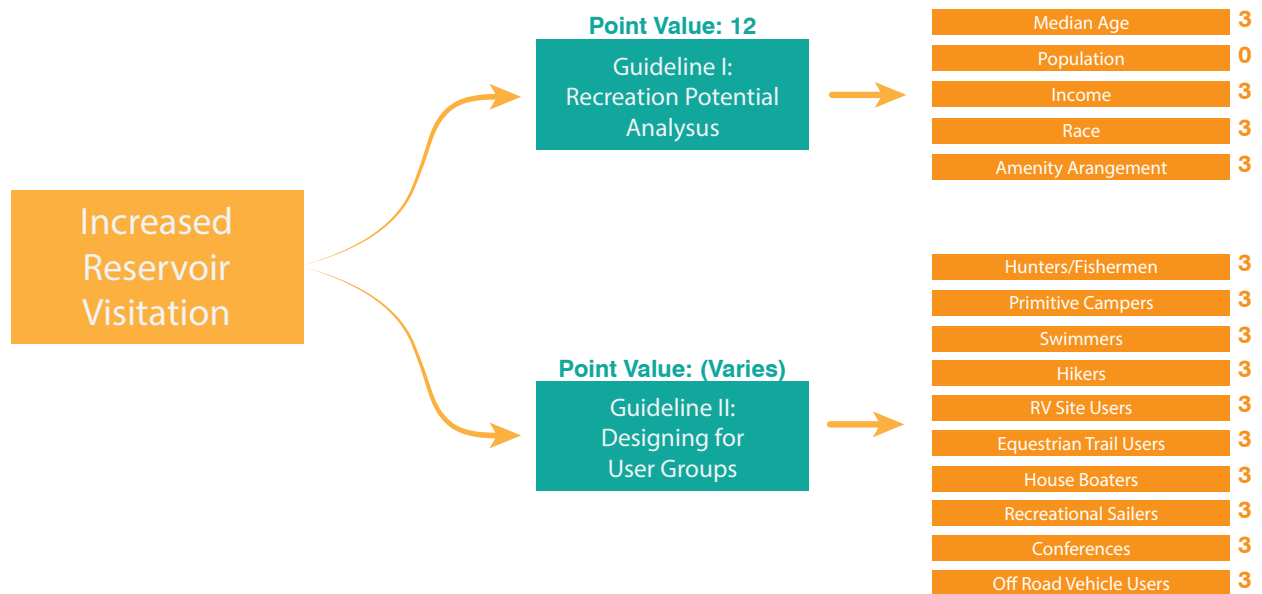 Increased
Reservoir
Visitation
Point Value: 12
Guideline I:
Recreation Potential
Analysus
Median Age 3
Population 0
Income 3
Race 3
Amenity Arangement 3
Point Value: (Varies)
Guideline II:
Designing for
User Groups
Hunters/Fishermen 3
Primitive Campers 3
Swimmers 3
Hikers 3
RV Site Users 3
Equestrian Trail Users 3
House Boaters 3
Recreational Sailers 3
Conferences 3
Off Road Vehicle Users 3